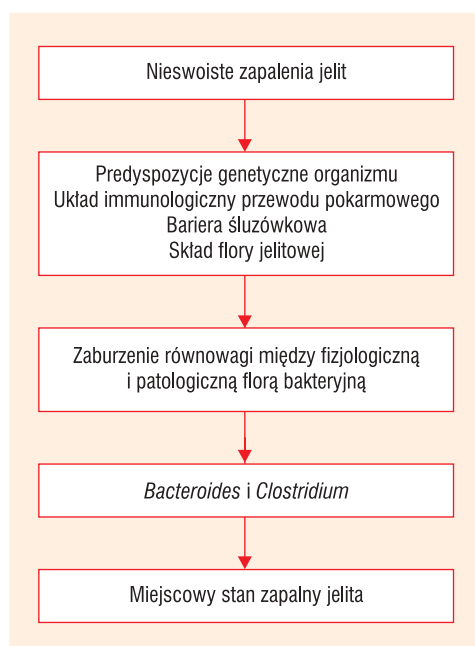 Nieswoiste zapalenia jelit
Predyspozycje genetyczne organizmu
Układ immunologiczny przewodu pokarmowego
Bariera śluzówkowa
Skład flory jelitowej
Zaburzenie równowagi między fizjologiczną
i patologiczną florą bakteryjną
Bacteroides i Clostridium
Miejscowy stan zapalny jelita